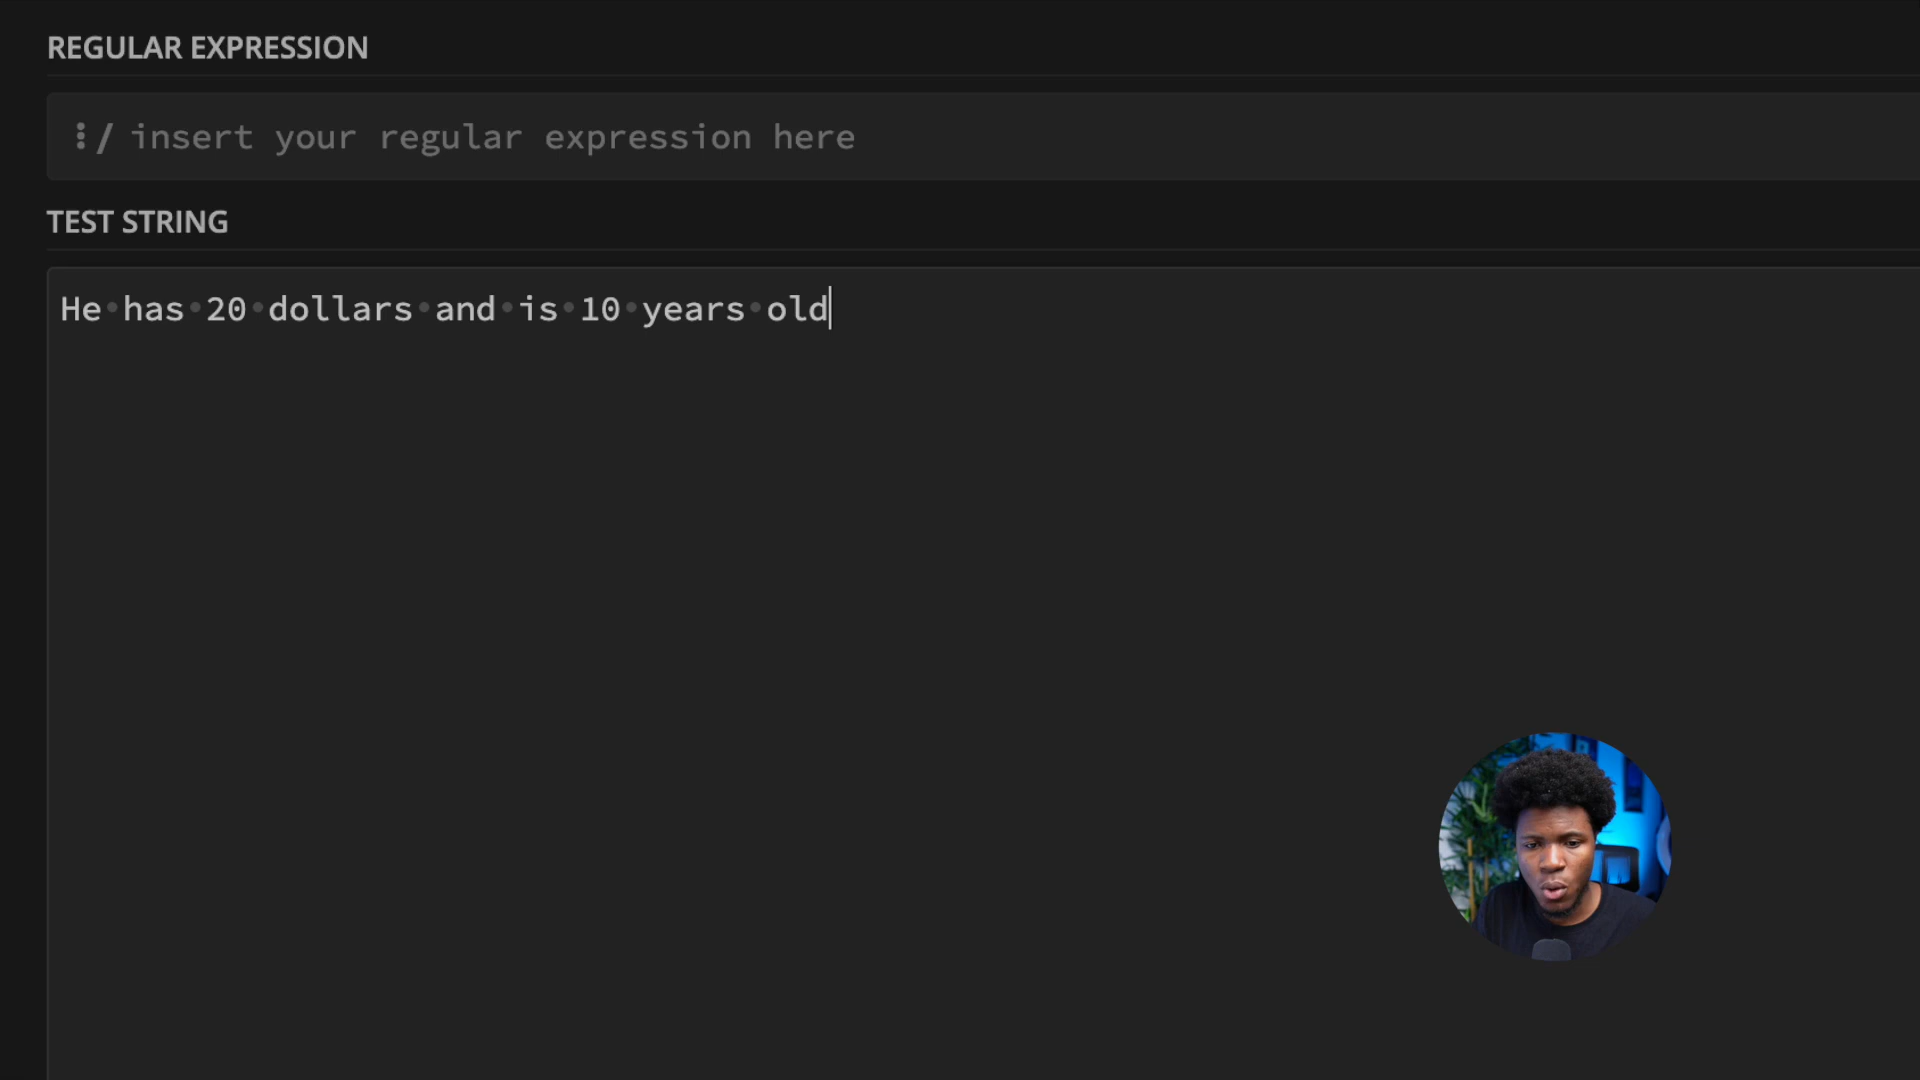 REGULAR EXPRESSION
/ insert your regular expression here
TEST STRING
He has 20 dollars and is 10 years old